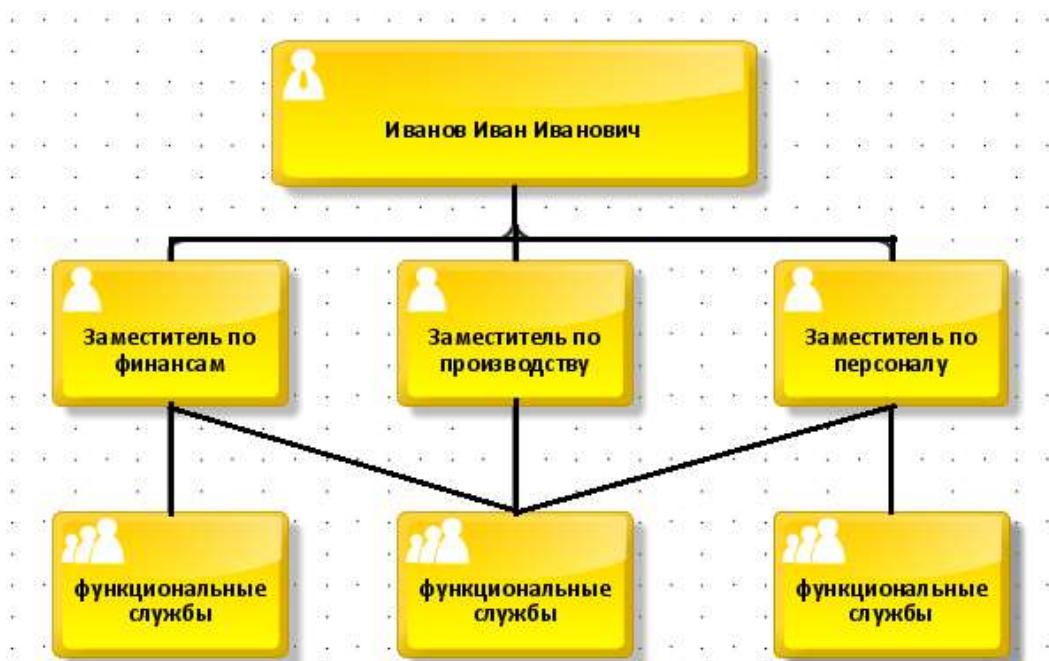 Иванов Иван Иванович
Заместитель по
финансам
Заместитель по
производству
Заместитель по
персоналу
функциональные
службы
функциональные
службы
функциональные
службы